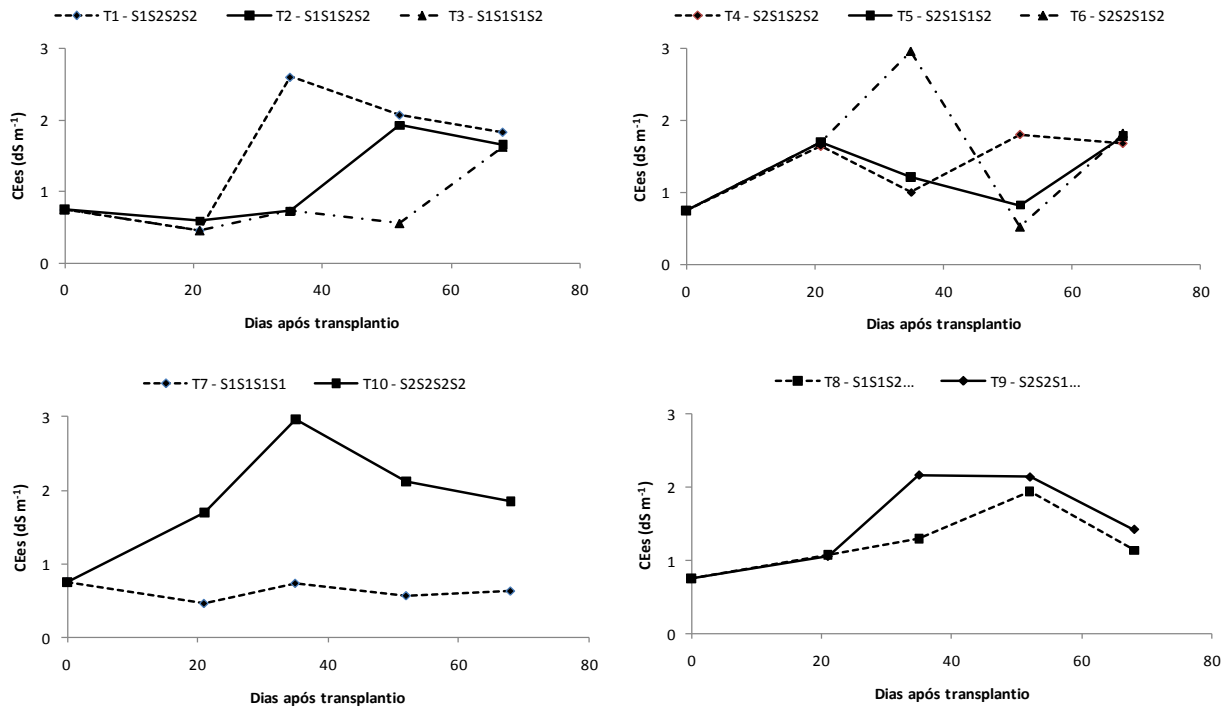 T1 - S1S2S2S2 T2 - S1S1S2S2 T3 - S1S1S1S2
3
2
1
0
CEes (dS m-1)
0 20 40 60 80
Dias após transplantio
T4 - S2S1S2S2 T5 - S2S1S1S2 T6 - S2S2S1S2
3
2
1
0
CEes (dS m-1)
0 20 40 60 80
Dias após transplantio
T7 - S1S1S1S1 T10 - S2S2S2S2
3
2
1
0
CEes (dS m-1)
0 20 40 60 80
Dias após transplantio
T8 - S1S1S2... T9 - S2S2S1...
3
2
1
0
CEes (dS m-1)
0 20 40 60 80
Dias após transplantio